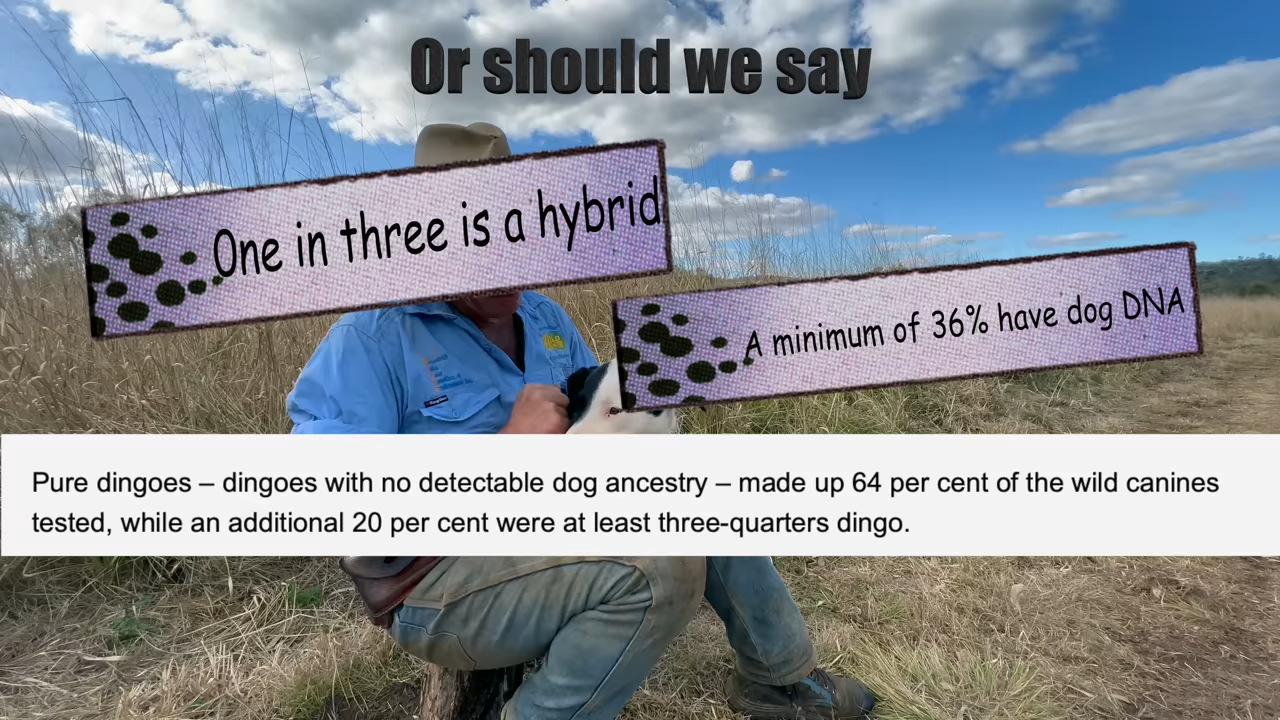 Or should we say
One in three is a hybrid
A minimum of 36% have dog DNA
Pure dingoes – dingoes with no detectable dog ancestry – made up 64 per cent of the wild canines
tested, while an additional 20 per cent were at least three-quarters dingo.